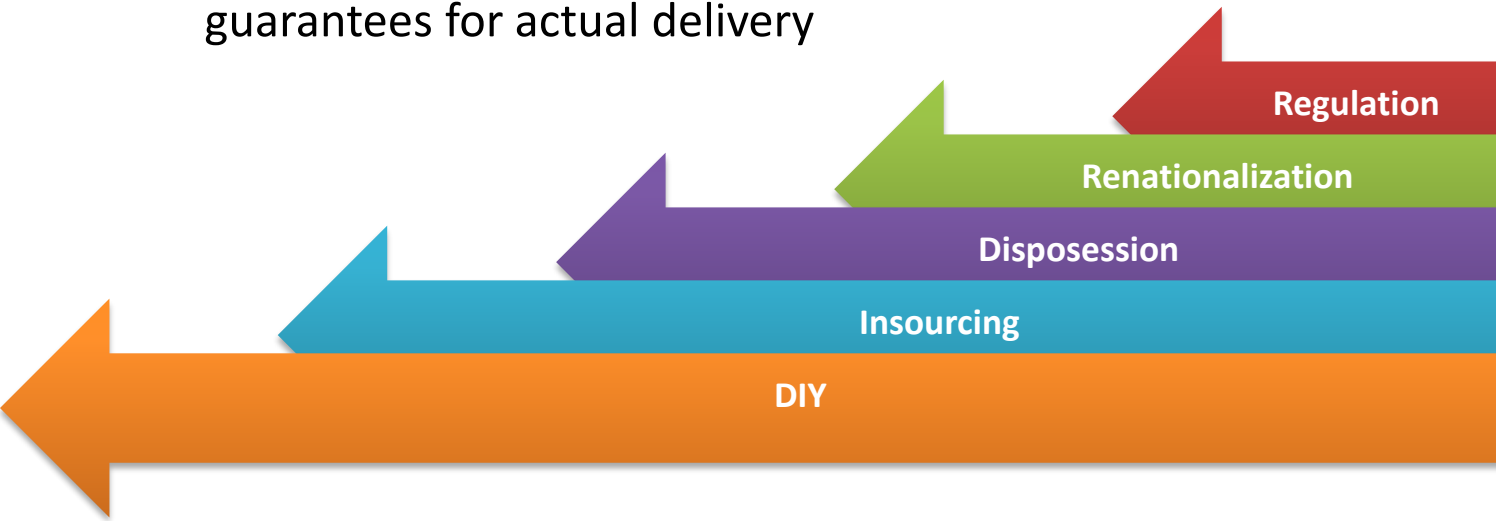 guarantees for actual delivery
Regulation
Renationalization
Disposession
Insourcing
DIY